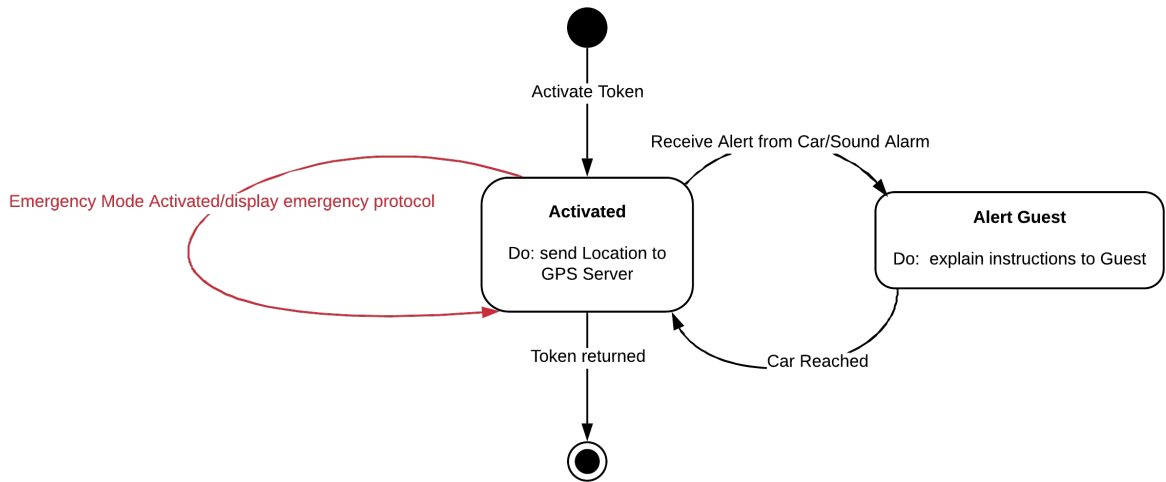 Activate Token
Receive Alert from Car/Sound Alarm
Emergency Mode Activated/display emergency protocol
Activated
Do: send Location to
GPS Server
Alert Guest
Do:  explain instructions to Guest
Token returned
Car Reached